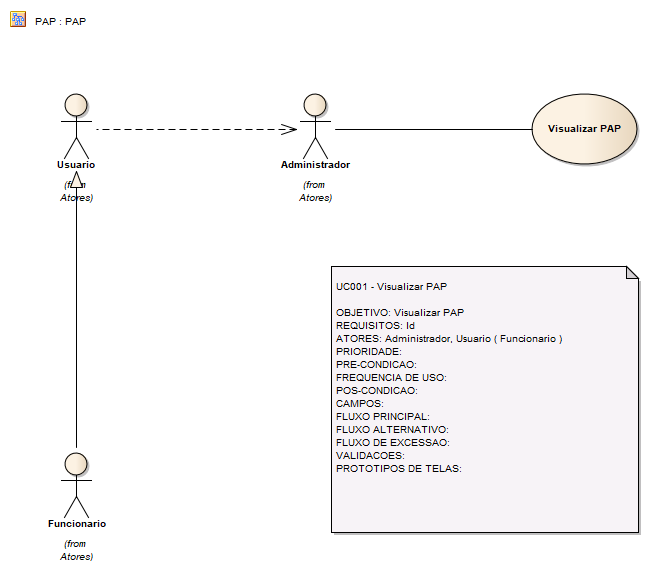 PAP : PAP
Usuario
(from
Atores)
Administrador
(from
Atores)
Visualizar PAP
UC001 - Visualizar PAP
OBJETIVO: Visualizar PAP
REQUISITOS: Id
ATORES: Administrador, Usuario ( Funcionario )
PRIORIDADE:
PRE-CONDICAO:
FREQUENCIA DE USO:
POS-CONDICAO:
CAMPOS:
FLUXO PRINCIPAL:
FLUXO ALTERNATIVO:
FLUXO DE EXCESSAO:
VALIDACOES:
PROTOTIPOS DE TELAS:
Funcionario
(from
Atores)